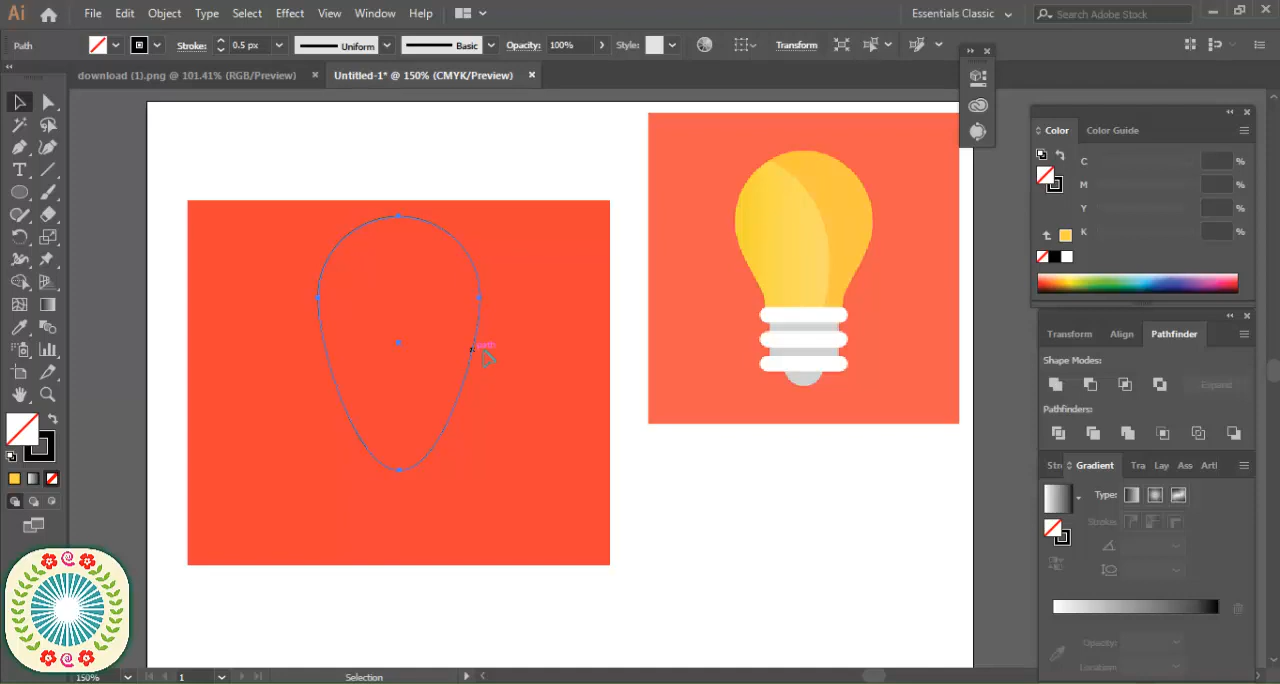 Ai File Edit Object Type Select Effect View Window Help Essentials Classic Search Adobe Stock
Path Stroke: 0.5 px Uniform Basic Opacity: 100% Style: Transform
download (1).png @ 101.41% (RGB/Preview) × Untitled-1* @ 150% (CMYK/Preview) ×
Color Color Guide
C %
M %
Y %
K %
Transform Align Pathfinder
Shape Modes:
Expand
Pathfinders:
Str Gradient Tra Lay Ass Artl
Type:
Stroke:
Opacity:
Location:
path
150% 1 Selection